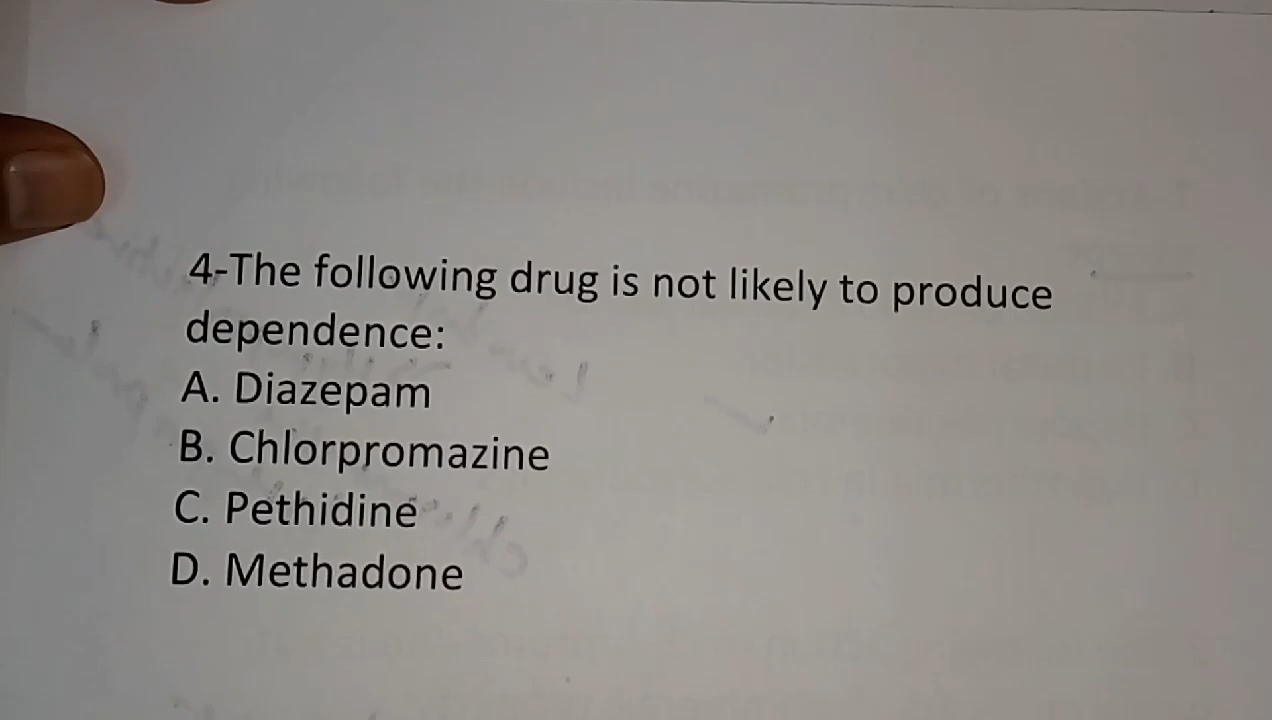 4-The following drug is not likely to produce
dependence:
A. Diazepam
B. Chlorpromazine
C. Pethidine
D. Methadone